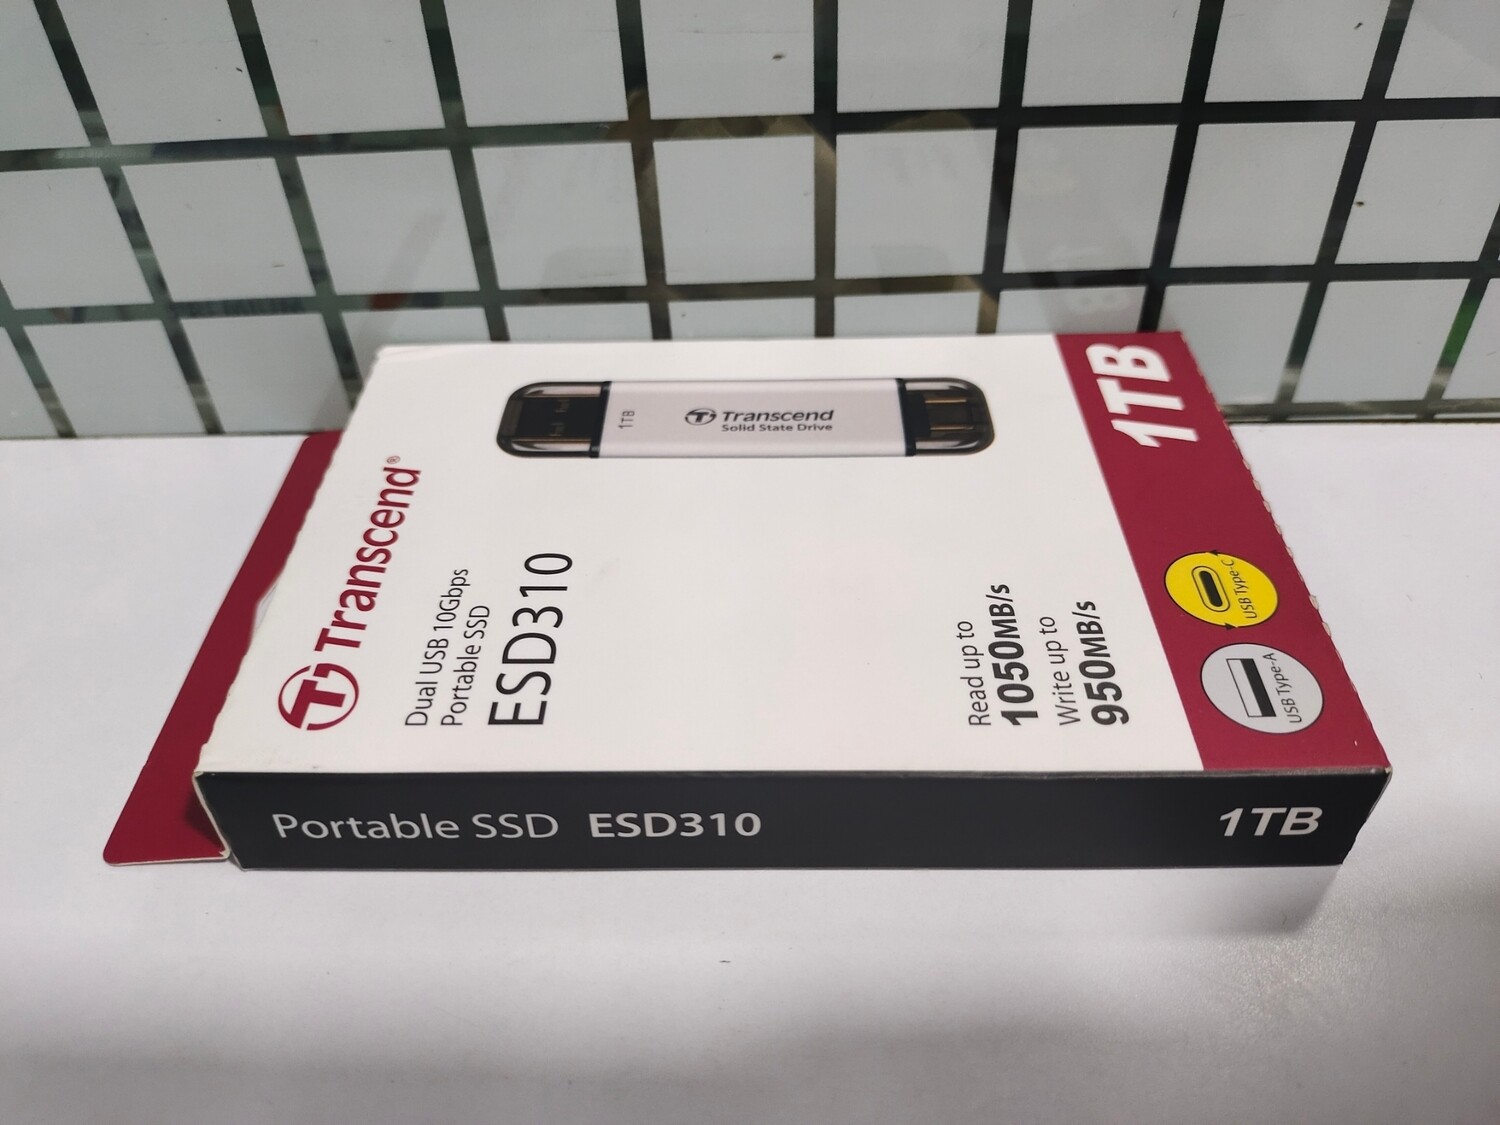 Transcend®
Dual USB 10Gbps
Portable SSD
ESD310
1TB
Transcend
Solid State Drive
Read up to
1050MB/s
Write up to
950MB/s
1TB
USB Type-C
USB Type-A
Portable SSD ESD310
1TB